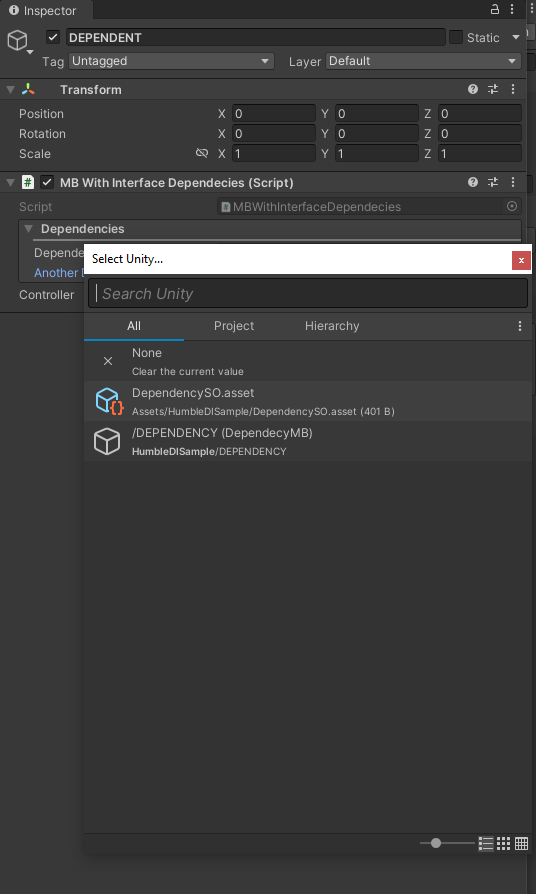 Inspector
DEPENDENT
Static
Tag Untagged Layer Default
Transform
Position X 0 Y 0 Z 0
Rotation X 0 Y 0 Z 0
Scale X 1 Y 1 Z 1
# MB With Interface Dependecies (Script)
Script # MBWithInterfaceDependecies
Dependencies
Depende
Another
Controller
Select Unity...
x
Search Unity
All Project Hierarchy
None
Clear the current value
DependencySO.asset
Assets/HumbleDISample/DependencySO.asset (401 B)
/DEPENDENCY (DependecyMB)
HumbleDISample/DEPENDENCY